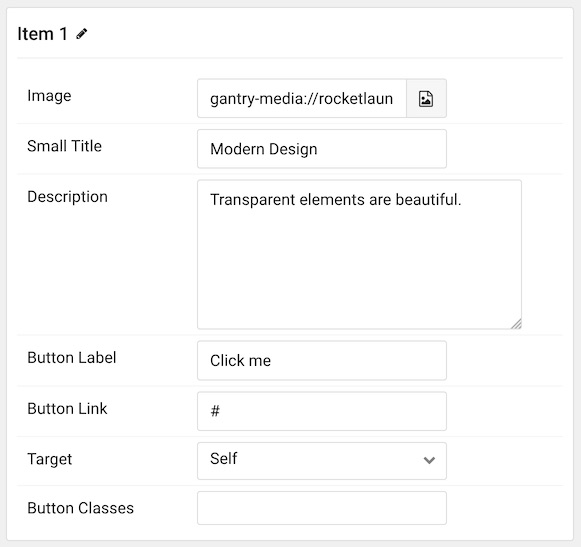 Item 1
Image gantry-media://rocketlaun
Small Title Modern Design
Description Transparent elements are beautiful.
Button Label Click me
Button Link #
Target Self
Button Classes